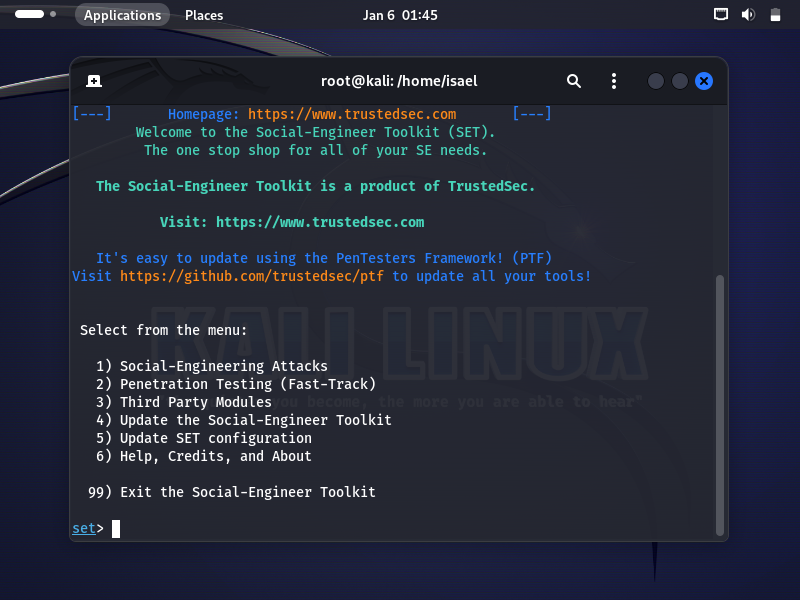 Applications Places Jan 6 01:45
root@kali: /home/isael
[---] Homepage: https://www.trustedsec.com [---]
Welcome to the Social-Engineer Toolkit (SET).
The one stop shop for all of your SE needs.
The Social-Engineer Toolkit is a product of TrustedSec.
Visit: https://www.trustedsec.com
It's easy to update using the PenTesters Framework! (PTF)
Visit https://github.com/trustedsec/ptf to update all your tools!
KALI LINUX
Select from the menu:
1) Social-Engineering Attacks
2) Penetration Testing (Fast-Track)
3) Third Party Modules
you become, the more you are able to hear"
4) Update the Social-Engineer Toolkit
5) Update SET configuration
6) Help, Credits, and About
99) Exit the Social-Engineer Toolkit
set>